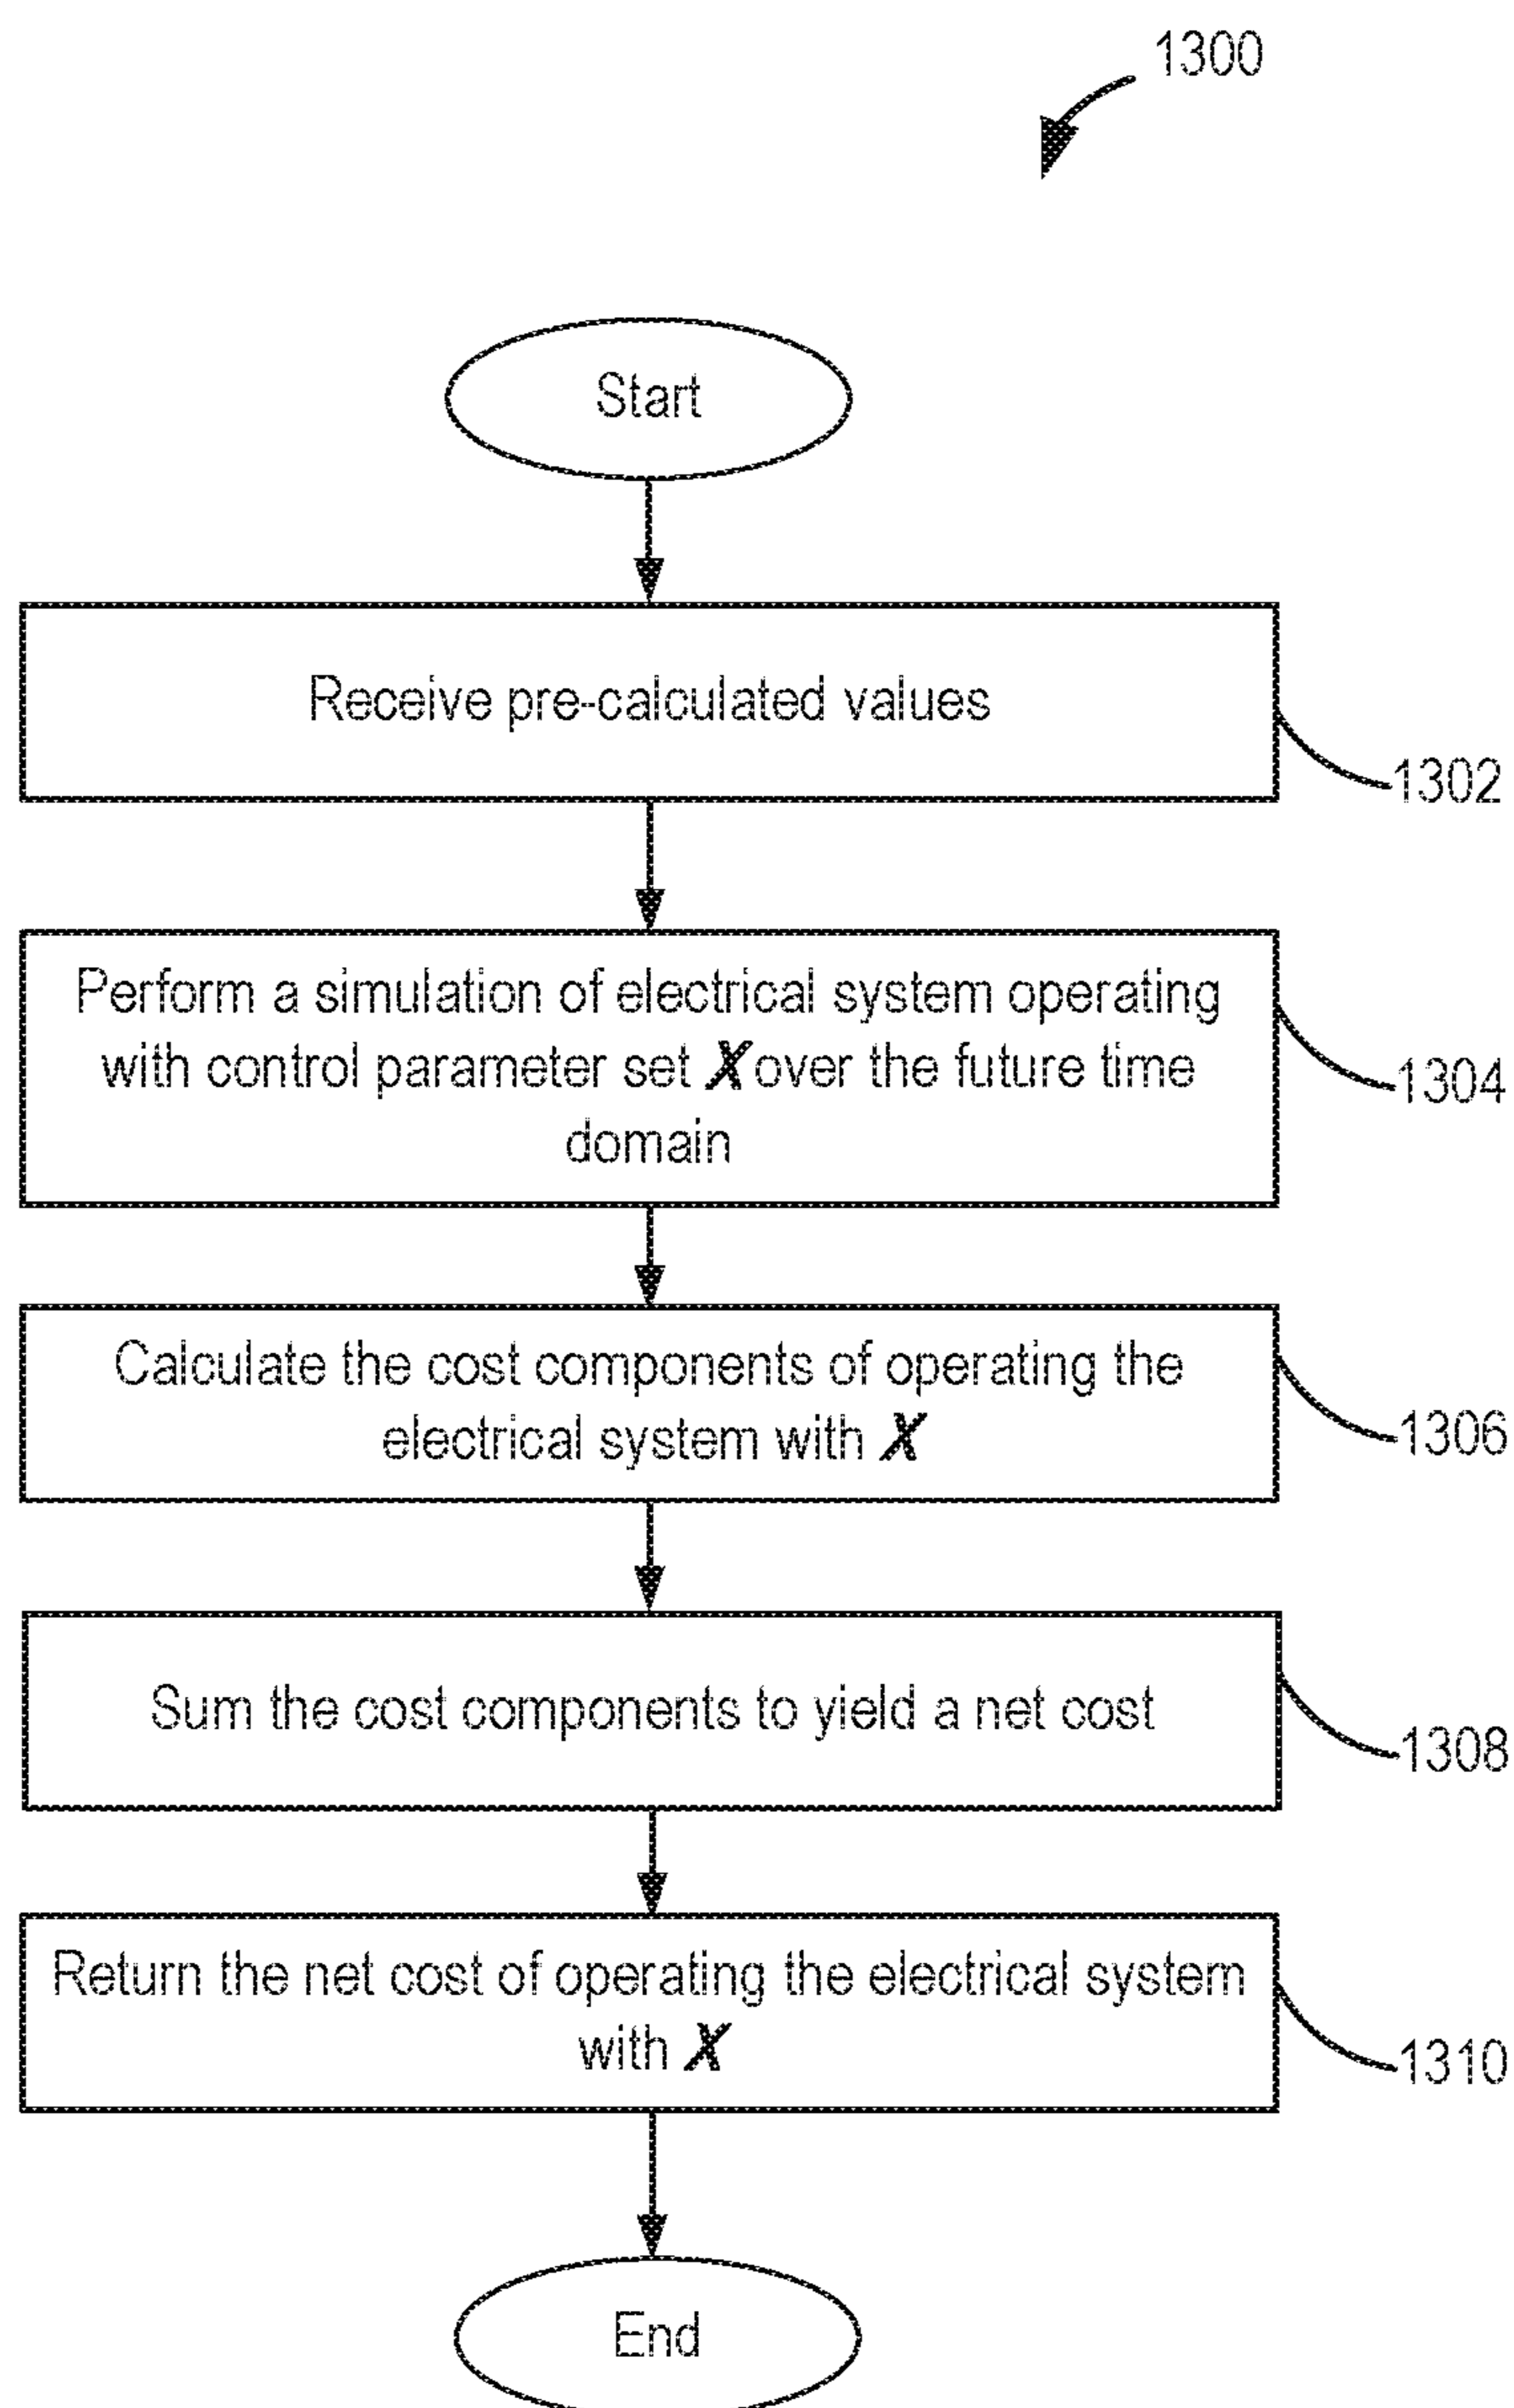 1300
Start
Receive pre-calculated values
1302
Perform a simulation of electrical system operating
with control parameter set X over the future time
domain
1304
Calculate the cost components of operating the
electrical system with X
1306
Sum the cost components to yield a net cost
1308
Return the net cost of operating the electrical system
with X
1310
End